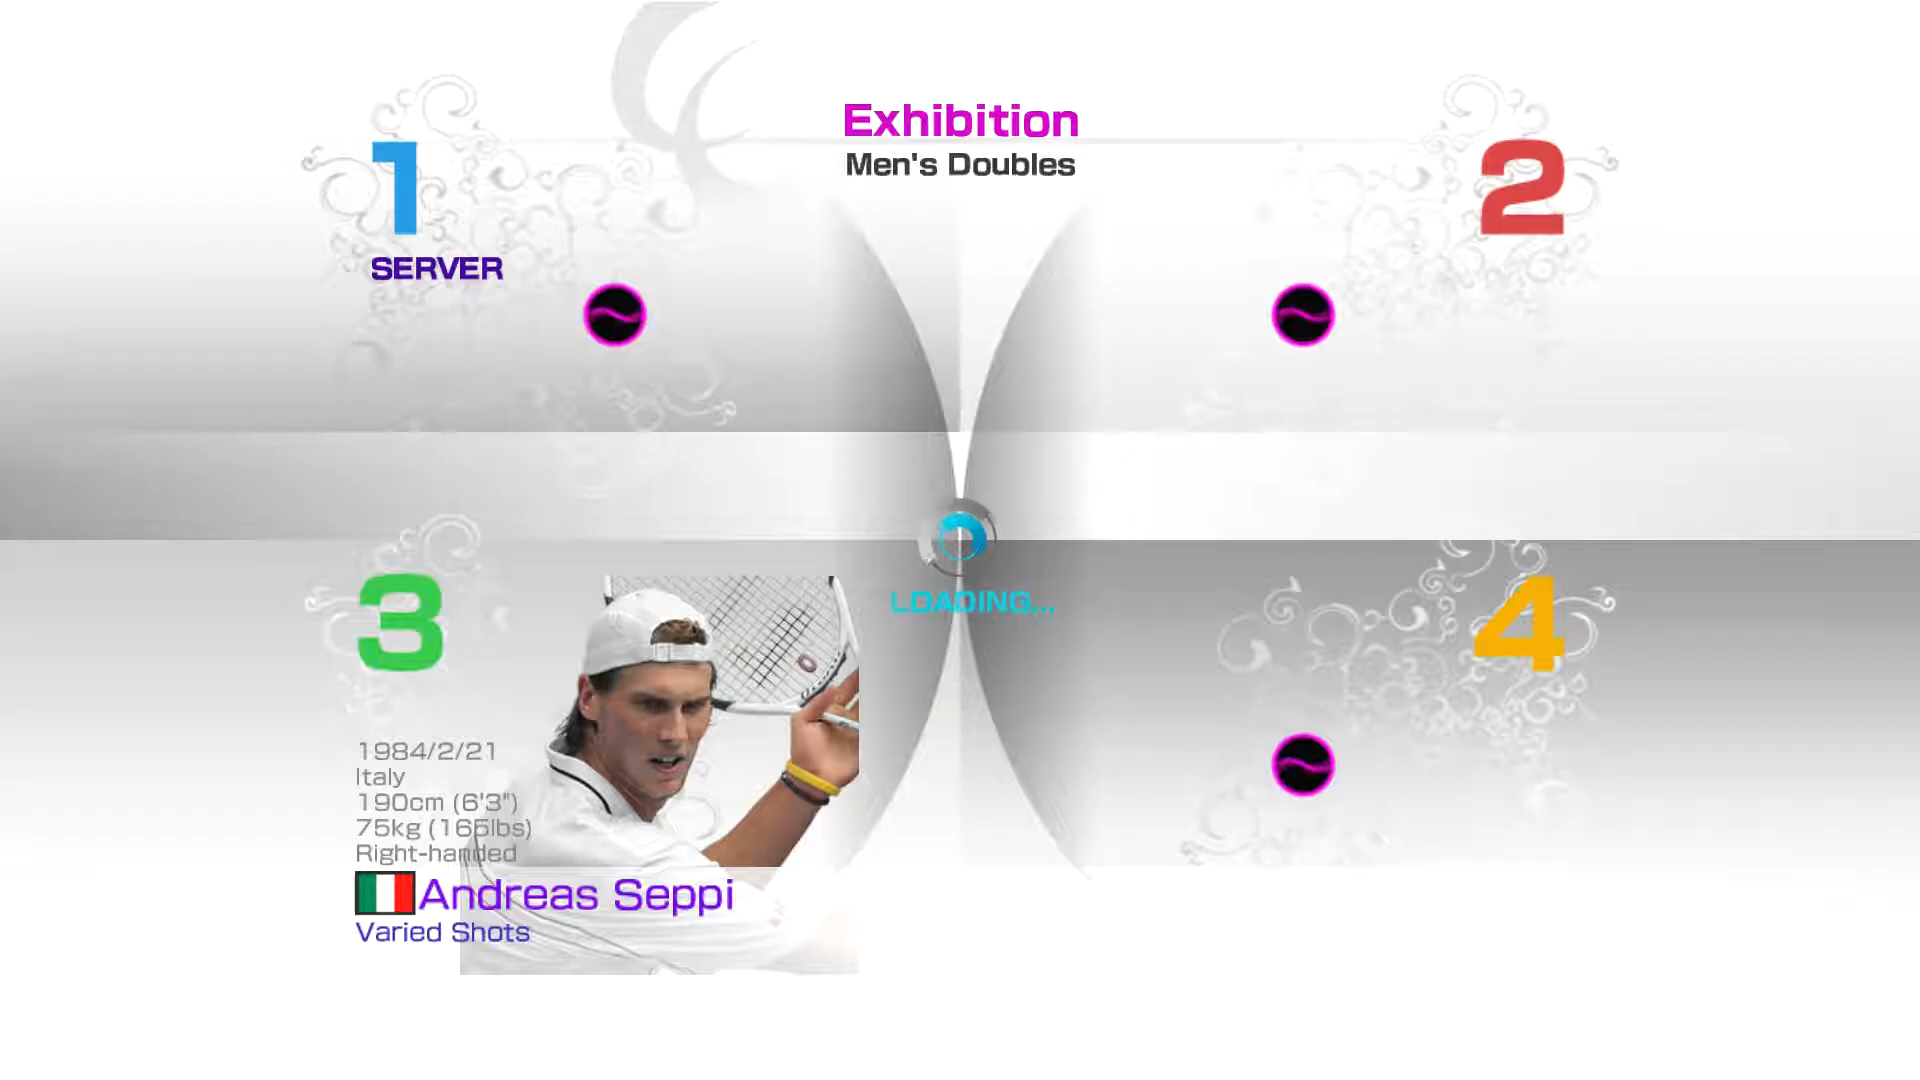 Exhibition
Men's Doubles
1
2
SERVER
LOADING...
3
4
1984/2/21
Italy
190cm (6'3")
75kg (165lbs)
Right-handed
Andreas Seppi
Varied Shots